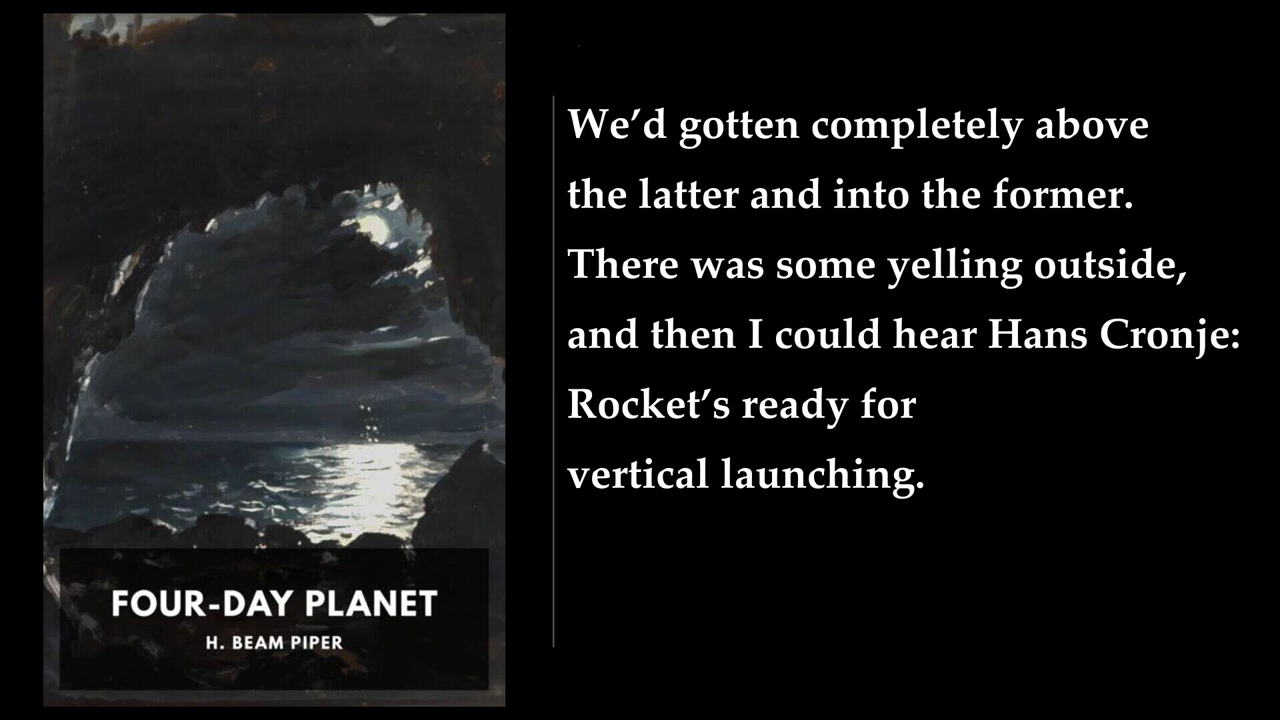 We’d gotten completely above
the latter and into the former.
There was some yelling outside,
and then I could hear Hans Cronje:
Rocket’s ready for
vertical launching.
FOUR-DAY PLANET
H. BEAM PIPER